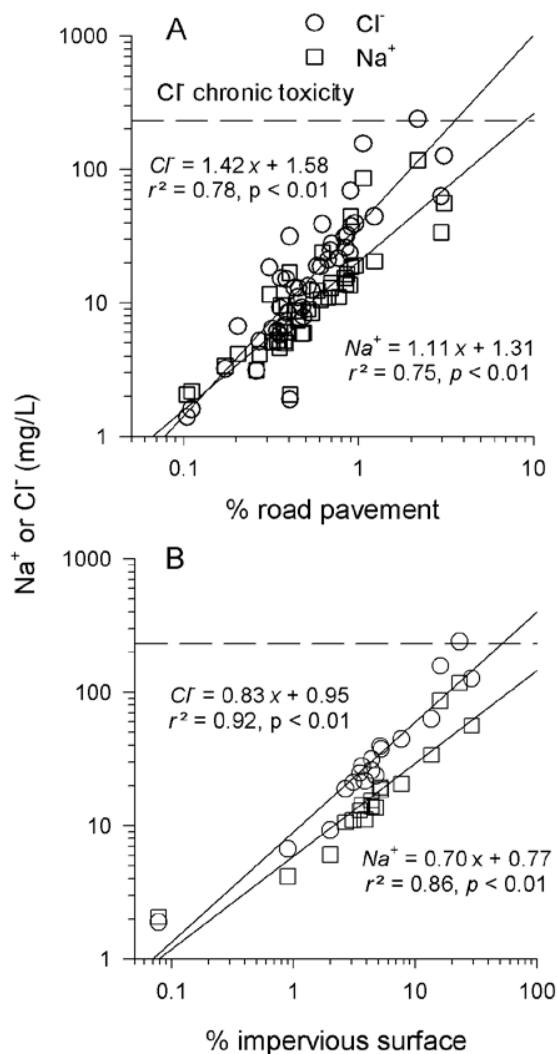 A
Cl⁻
Na⁺
1000
Cl⁻ chronic toxicity
100
Cl⁻ = 1.42 x + 1.58
r² = 0.78, p < 0.01
10
Na⁺ = 1.11 x + 1.31
r² = 0.75, p < 0.01
1
0.1 1 10
% road pavement
Na⁺ or Cl⁻ (mg/L)
B
1000
100
Cl⁻ = 0.83 x + 0.95
r² = 0.92, p < 0.01
10
Na⁺ = 0.70 x + 0.77
r² = 0.86, p < 0.01
1
0.1 1 10 100
% impervious surface